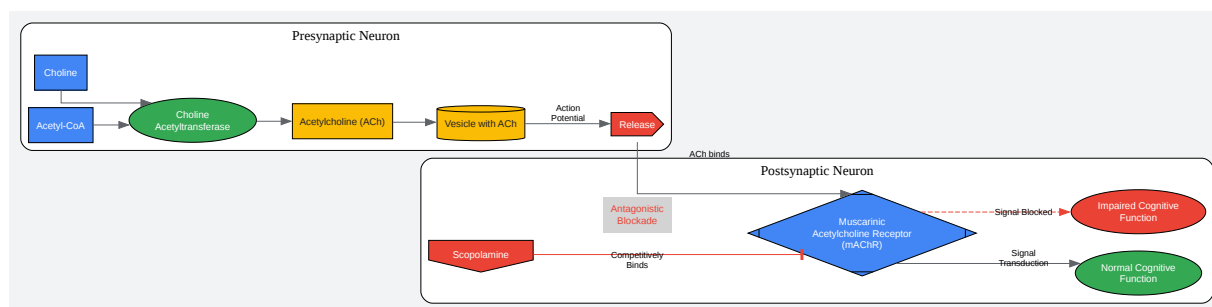 Presynaptic Neuron
Choline
Acetyl-CoA
Choline
Acetyltransferase
Acetylcholine (ACh)
Vesicle with ACh
Action
Potential
Release
ACh binds
Postsynaptic Neuron
Antagonistic
Blockade
Scopolamine
Competitively
Binds
Muscarinic
Acetylcholine Receptor
(mAChR)
Signal Blocked
Impaired Cognitive
Function
Signal
Transduction
Normal Cognitive
Function